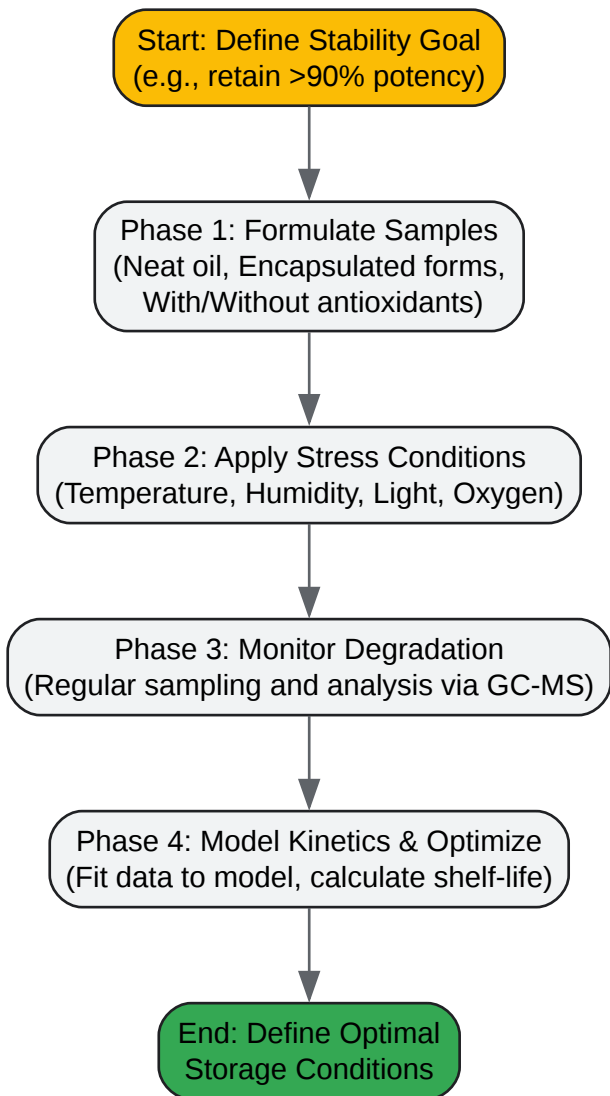 Start: Define Stability Goal
(e.g., retain >90% potency)
Phase 1: Formulate Samples
(Neat oil, Encapsulated forms,
With/Without antioxidants)
Phase 2: Apply Stress Conditions
(Temperature, Humidity, Light, Oxygen)
Phase 3: Monitor Degradation
(Regular sampling and analysis via GC-MS)
Phase 4: Model Kinetics & Optimize
(Fit data to model, calculate shelf-life)
End: Define Optimal
Storage Conditions